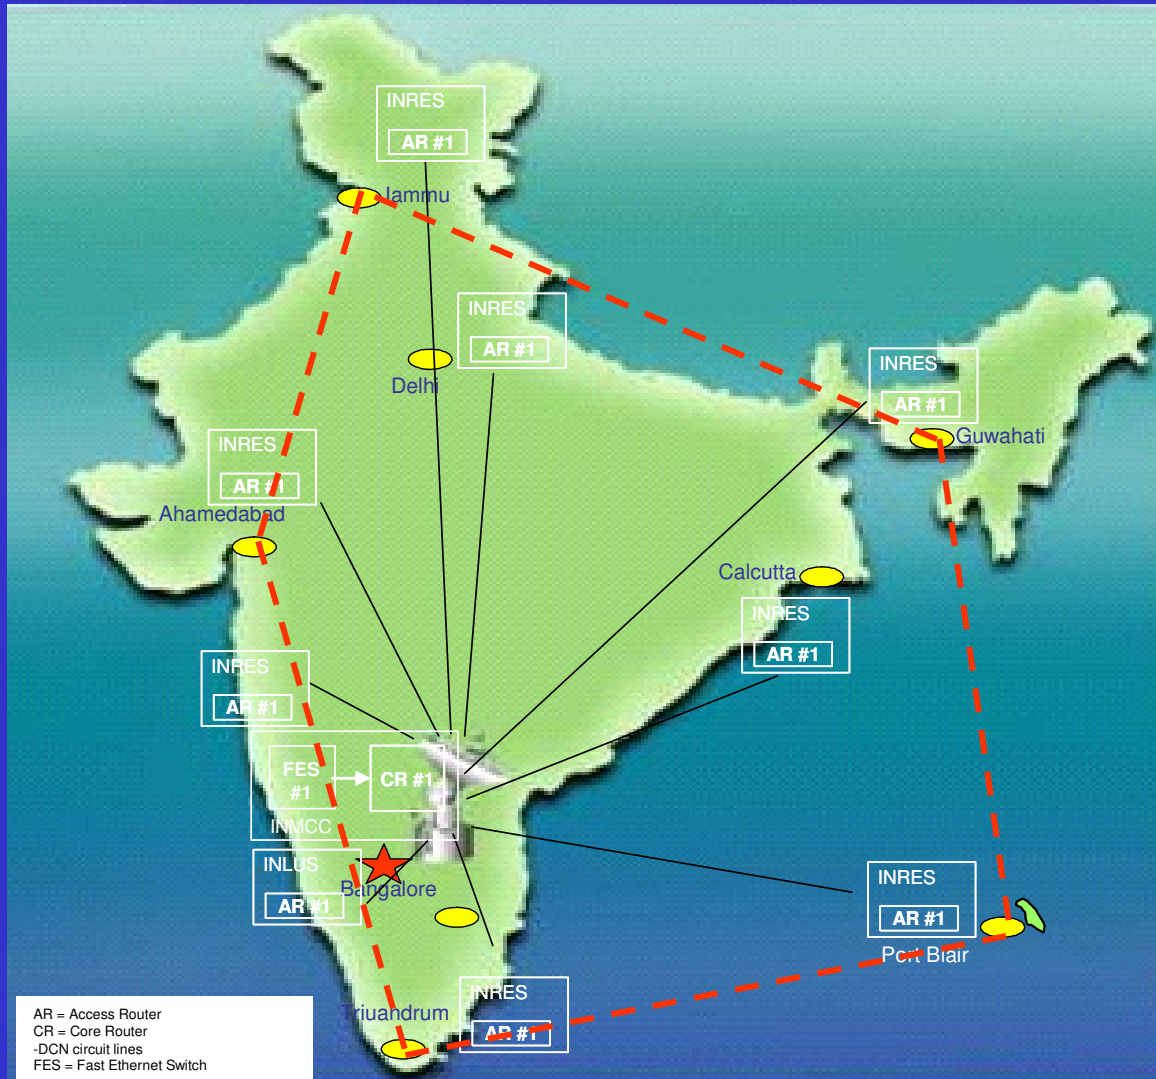 INRES
AR #1
Iammu
INRES
AR #1
Delhi
INRES
AR #1
Guwahati
INRES
AR #1
Ahamedabad
Calcutta
INRES
AR #1
INRES
AR #1
FES
#1
CR #1
INMCC
INLUS
AR #1
Bangalore
INRES
AR #1
Port Biair
INRES
AR #1
Triuandrum
AR = Access Router
CR = Core Router
-DCN circuit lines
FES = Fast Ethernet Switch